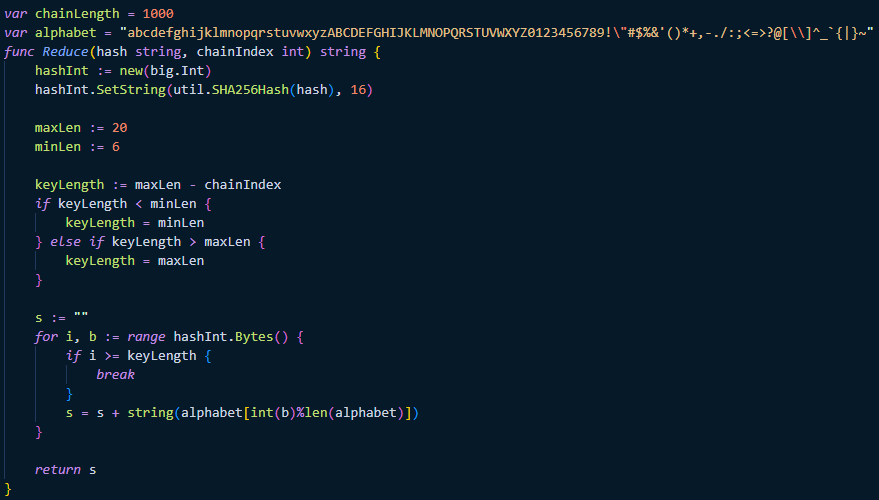 var chainLength = 1000
var alphabet = "abcdefghijklmnopqrstuvwxyzABCDEFGHIJKLMNOPQRSTUVWXYZ0123456789!\"#$%&'()*+,-./:;<=>?@[\\]^_`{|}~"
func Reduce(hash string, chainIndex int) string {
    hashInt := new(big.Int)
    hashInt.SetString(util.SHA256Hash(hash), 16)

    maxLen := 20
    minLen := 6

    keyLength := maxLen - chainIndex
    if keyLength < minLen {
        keyLength = minLen
    } else if keyLength > maxLen {
        keyLength = maxLen
    }

    s := ""
    for i, b := range hashInt.Bytes() {
        if i >= keyLength {
            break
        }
        s = s + string(alphabet[int(b)%len(alphabet)])
    }

    return s
}